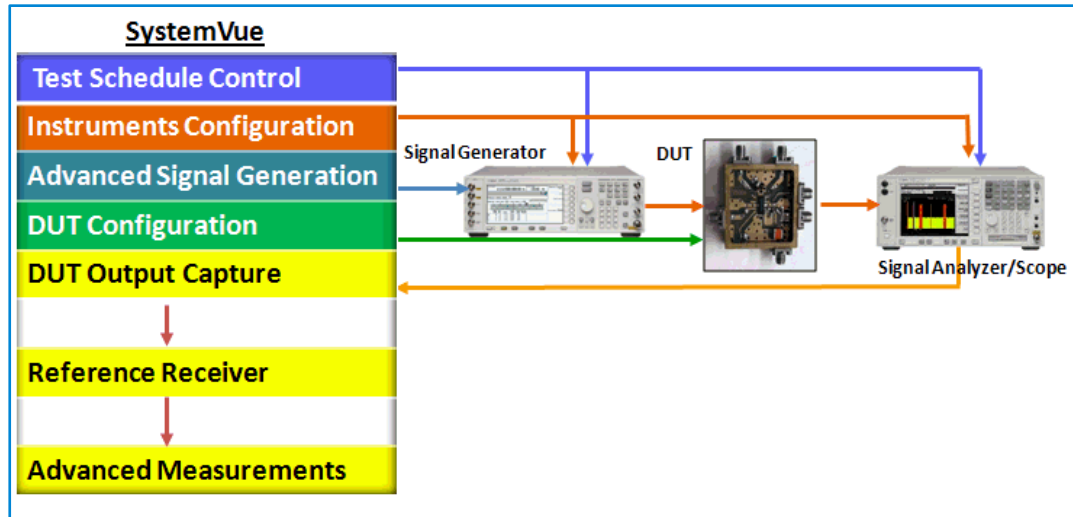 SystemVue
Test Schedule Control
Instruments Configuration
Signal Generator
DUT
Advanced Signal Generation
DUT Configuration
DUT Output Capture
Signal Analyzer/Scope
Reference Receiver
Advanced Measurements